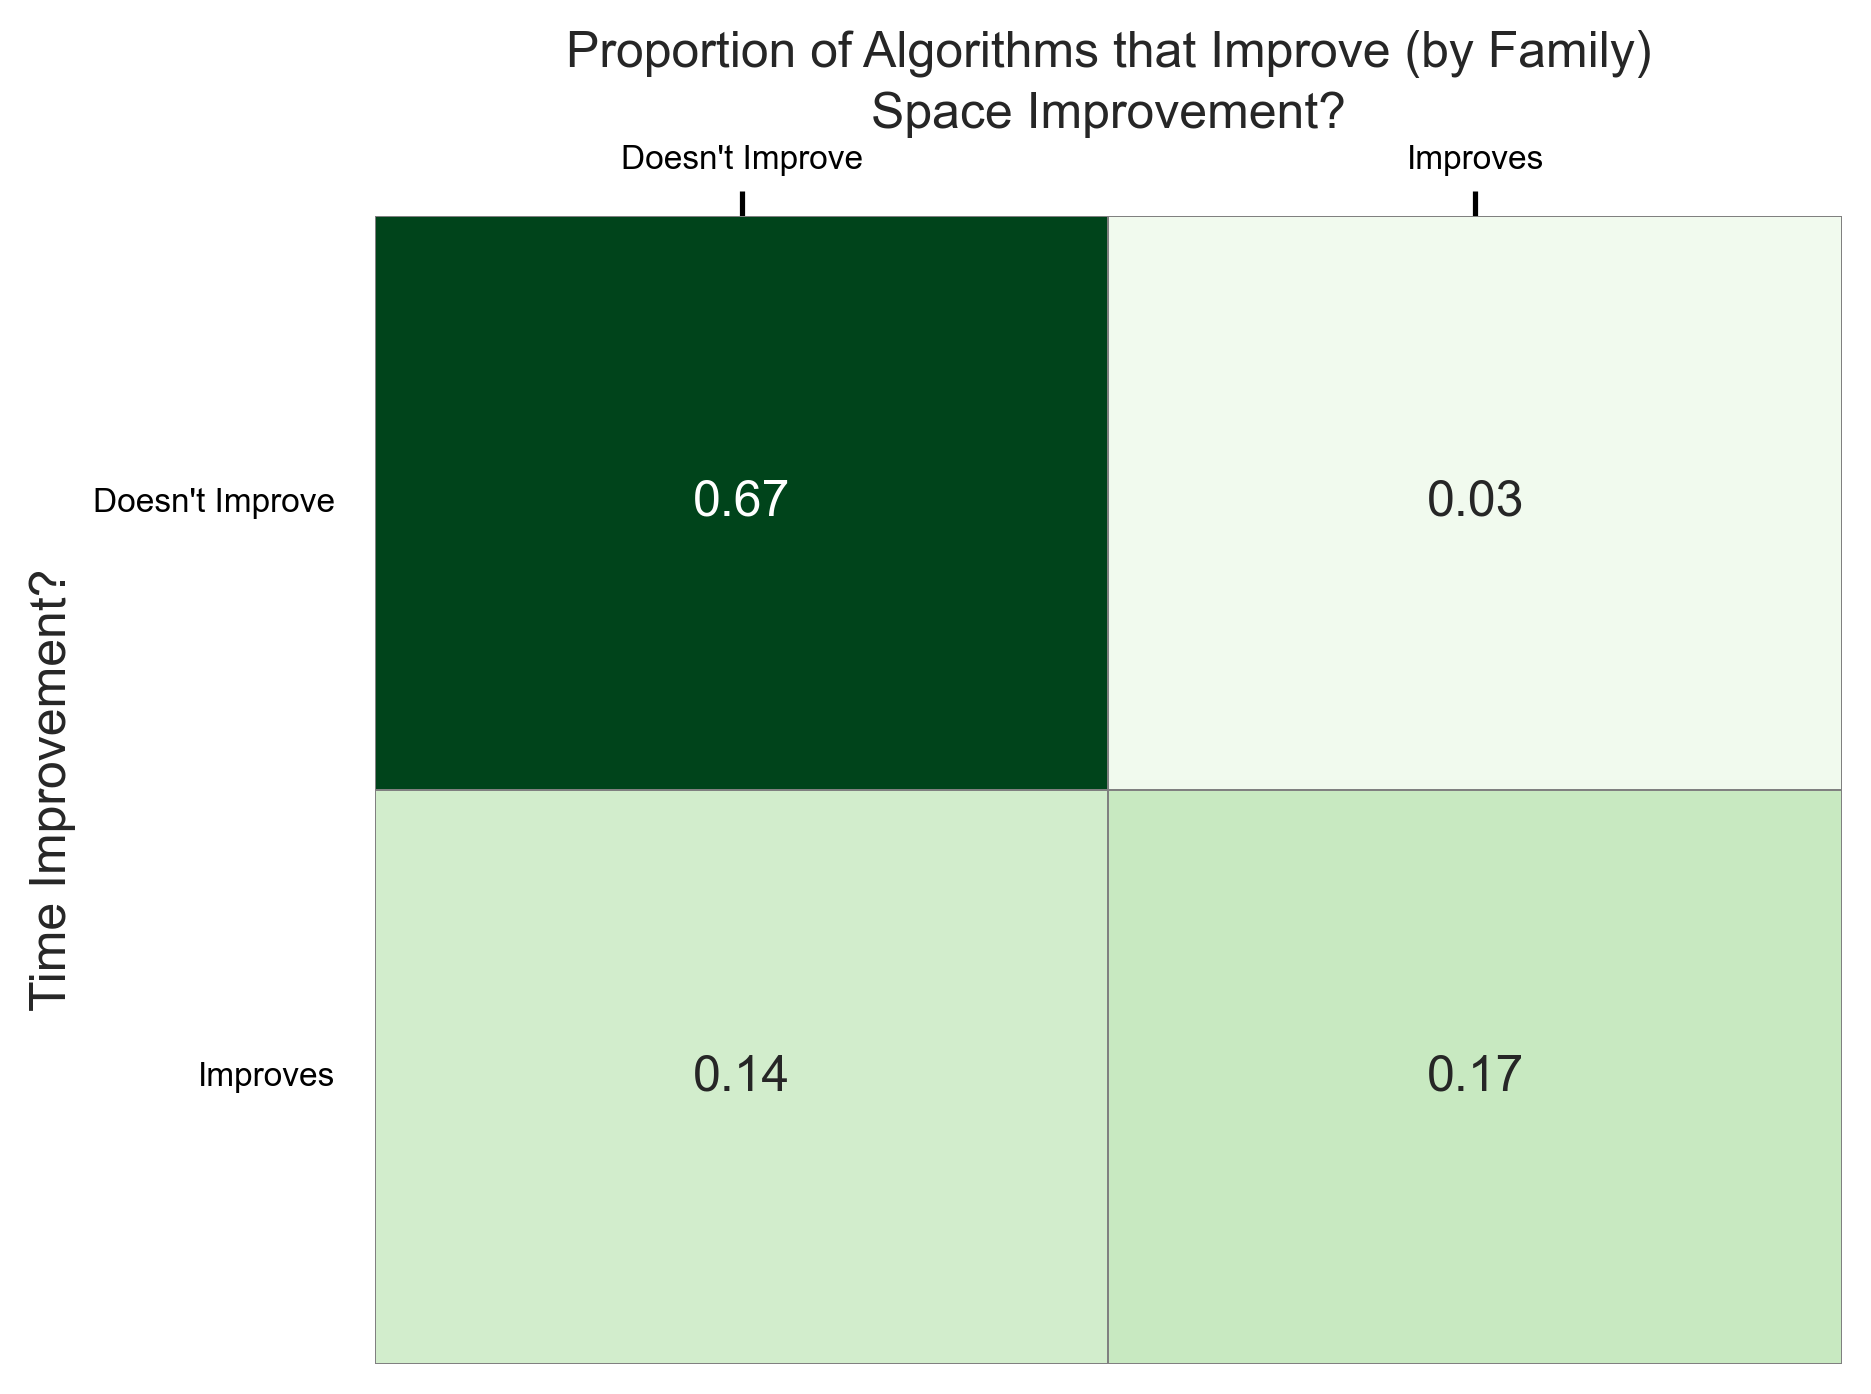 Proportion of Algorithms that Improve (by Family)
Space Improvement?
Doesn't Improve
Improves
Time Improvement?
Doesn't Improve
0.67
0.03
Improves
0.14
0.17